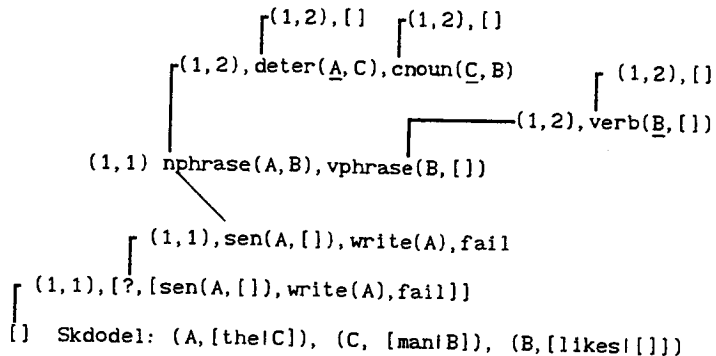 (1,2),[] (1,2),[]
(1,2),deter(A,C),cnoun(C,B) (1,2),[]
(1,2),verb(B,[])
(1,1) nphrase(A,B),vphrase(B,[])
(1,1),sen(A,[]),write(A),fail
(1,1),[?,[sen(A,[]),write(A),fail]]
[] Skdodel: (A,[the|C]), (C, [man|B]), (B,[likes|[]])